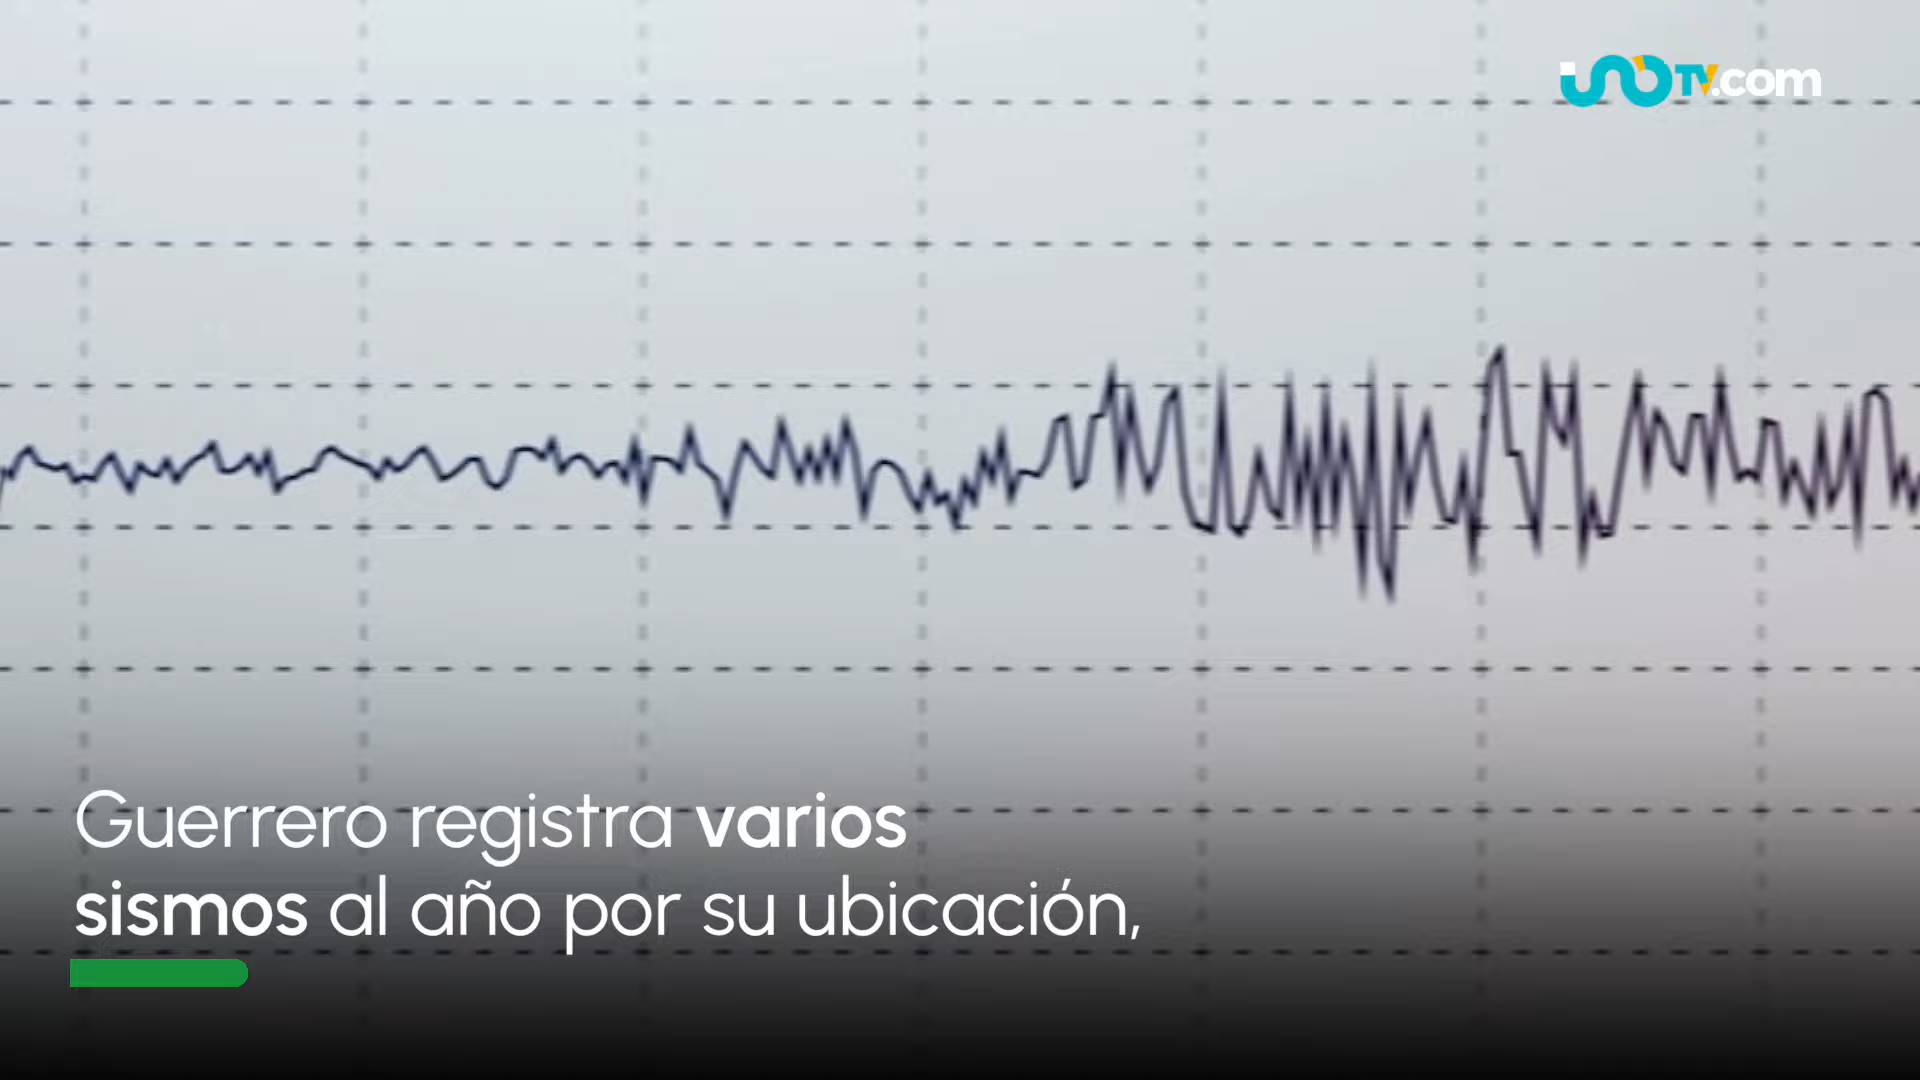 unoTV.com
Guerrero registra varios
sismos al año por su ubicación,